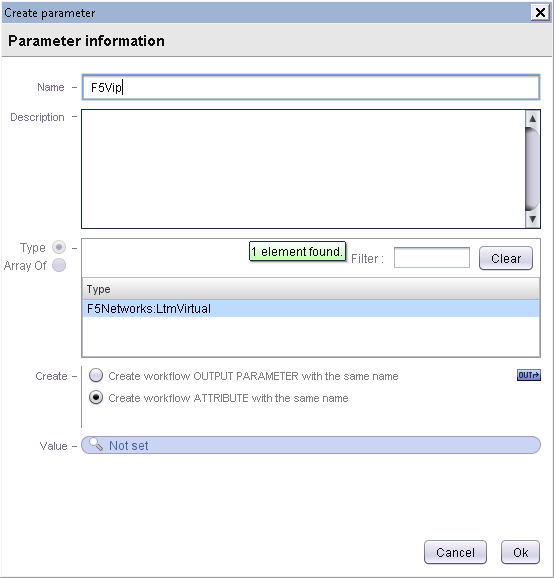 Create parameter
Parameter information
Name
F5Vip
Description
Type
Array Of
1 element found.
Filter :
Clear
Type
F5Networks:LtmVirtual
Create
Create workflow OUTPUT PARAMETER with the same name
OUT
Create workflow ATTRIBUTE with the same name
Value
Not set
Cancel
Ok